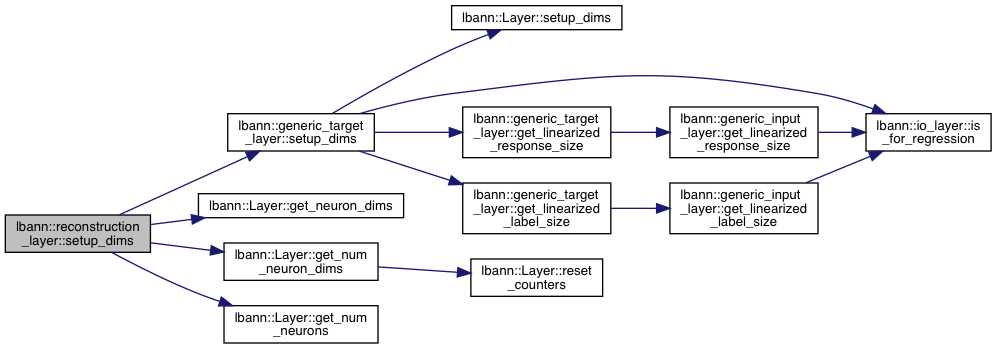 lbann::Layer::setup_dims
lbann::generic_target
_layer::setup_dims
lbann::generic_target
_layer::get_linearized
_response_size
lbann::generic_input
_layer::get_linearized
_response_size
lbann::io_layer::is
_for_regression
lbann::generic_target
_layer::get_linearized
_label_size
lbann::generic_input
_layer::get_linearized
_label_size
lbann::Layer::get_neuron_dims
lbann::reconstruction
_layer::setup_dims
lbann::Layer::get_num
_neuron_dims
lbann::Layer::reset
_counters
lbann::Layer::get_num
_neurons